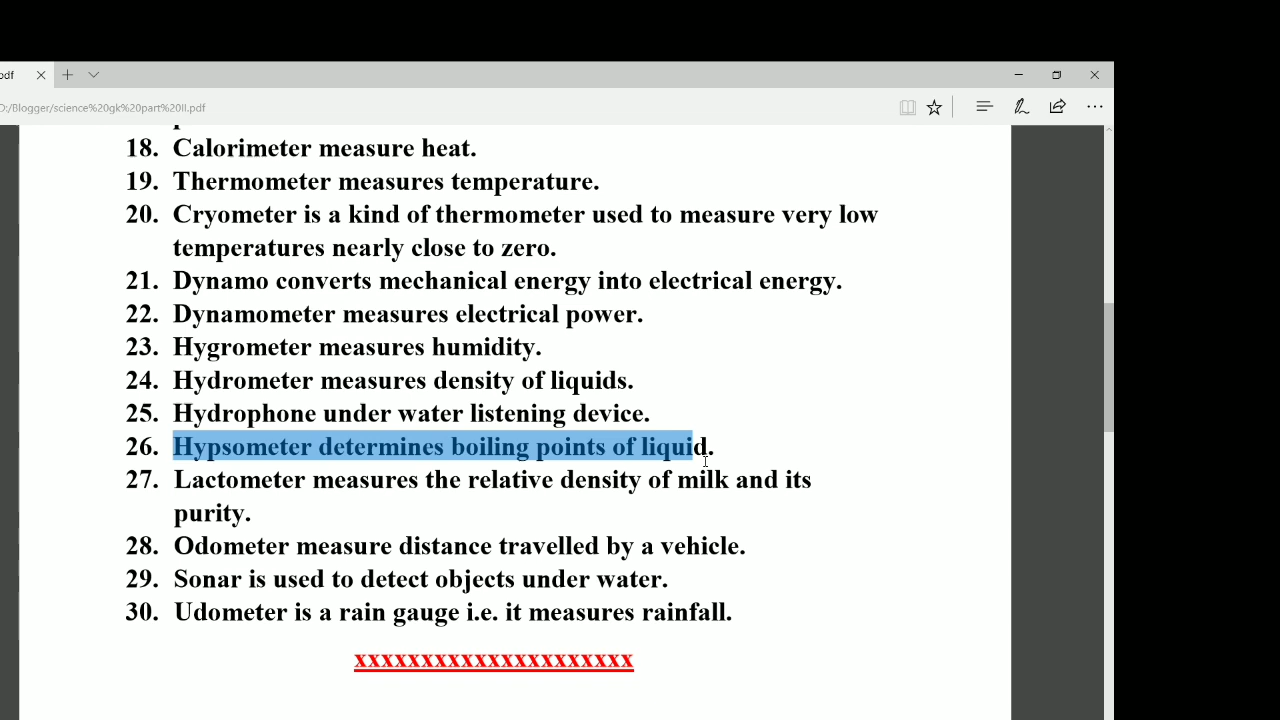 odf
D:/Blogger/science%20gk%20part%20II.pdf
18. Calorimeter measure heat.
19. Thermometer measures temperature.
20. Cryometer is a kind of thermometer used to measure very low
temperatures nearly close to zero.
21. Dynamo converts mechanical energy into electrical energy.
22. Dynamometer measures electrical power.
23. Hygrometer measures humidity.
24. Hydrometer measures density of liquids.
25. Hydrophone under water listening device.
26. Hypsometer determines boiling points of liquid.
27. Lactometer measures the relative density of milk and its
purity.
28. Odometer measure distance travelled by a vehicle.
29. Sonar is used to detect objects under water.
30. Udometer is a rain gauge i.e. it measures rainfall.
xxxxxxxxxxxxxxxxxxxxx